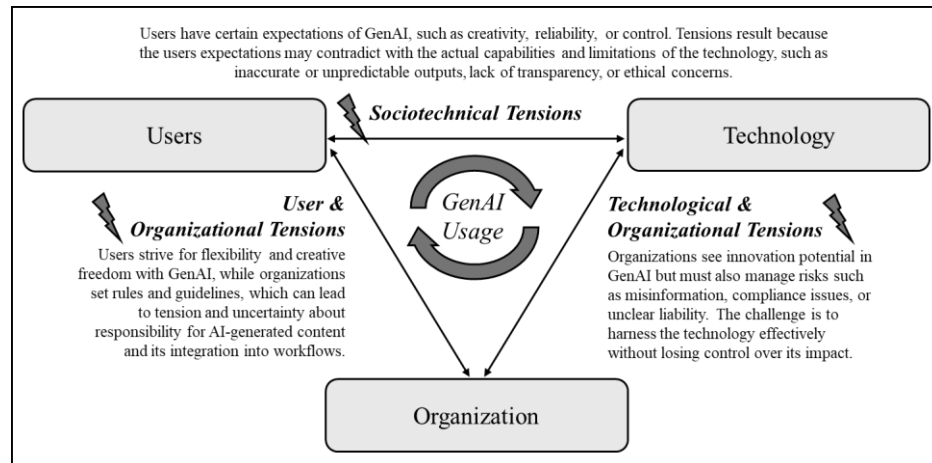 Users have certain expectations of GenAI, such as creativity, reliability, or control. Tensions result because
the users expectations may contradict with the actual capabilities and limitations of the technology, such as
inaccurate or unpredictable outputs, lack of transparency, or ethical concerns.
Sociotechnical Tensions
Users
Technology
GenAI
Usage
User &
Organizational Tensions
Users strive for flexibility and creative
freedom with GenAI, while organizations
set rules and guidelines, which can lead
to tension and uncertainty about
responsibility for AI-generated content
and its integration into workflows.
Technological &
Organizational Tensions
Organizations see innovation potential in
GenAI but must also manage risks such
as misinformation, compliance issues, or
unclear liability. The challenge is to
harness the technology effectively
without losing control over its impact.
Organization